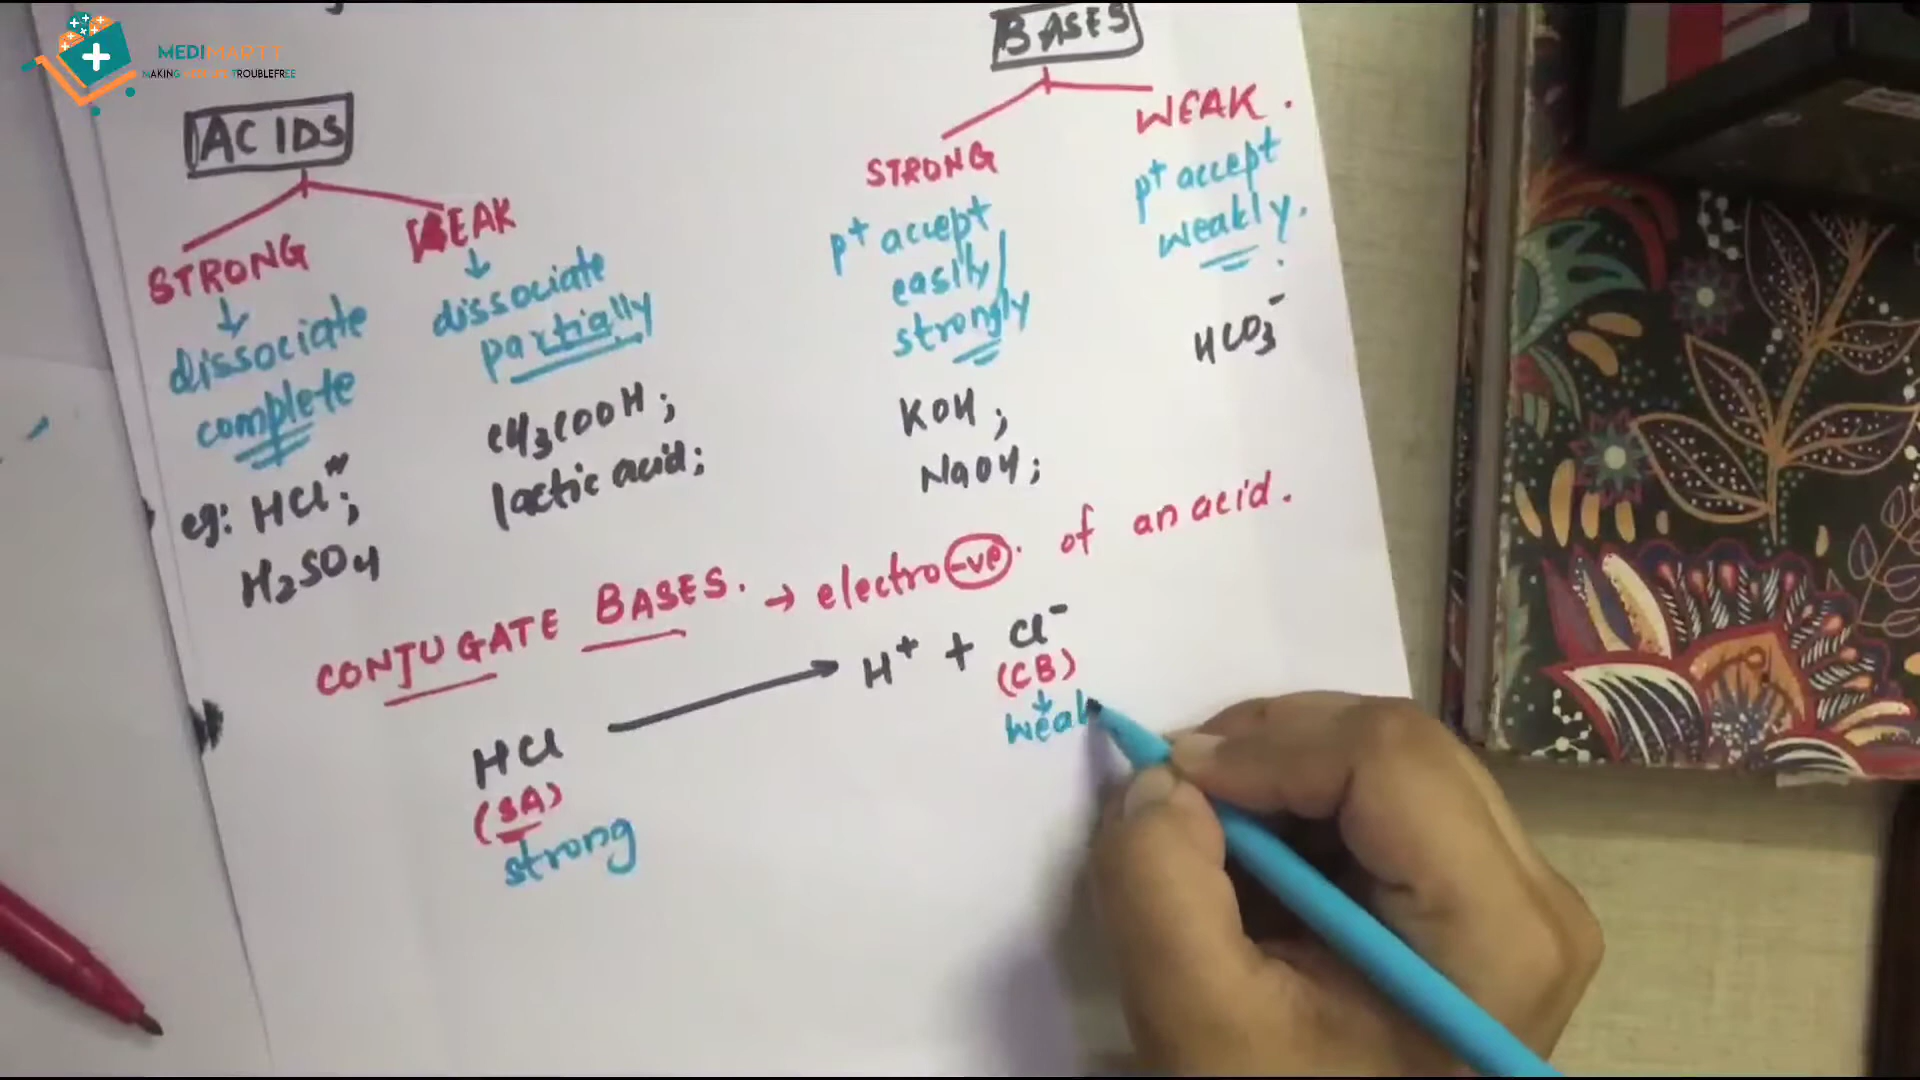 MEDIMARTT
ACIDS
STRONG
dissociate
complete
eg: HCl;
H2SO4
WEAK
dissociate
partially
CH3COOH;
lactic acid;
BASES
STRONG
p+ accept
easily/
strongly
KOH;
NaOH;
WEAK.
p+ accept
weakly.
HCO3-
CONJUGATE BASES. → electro -ve. of an acid.
HCl → H+ + Cl-
(SA)
strong
(CB)
weak